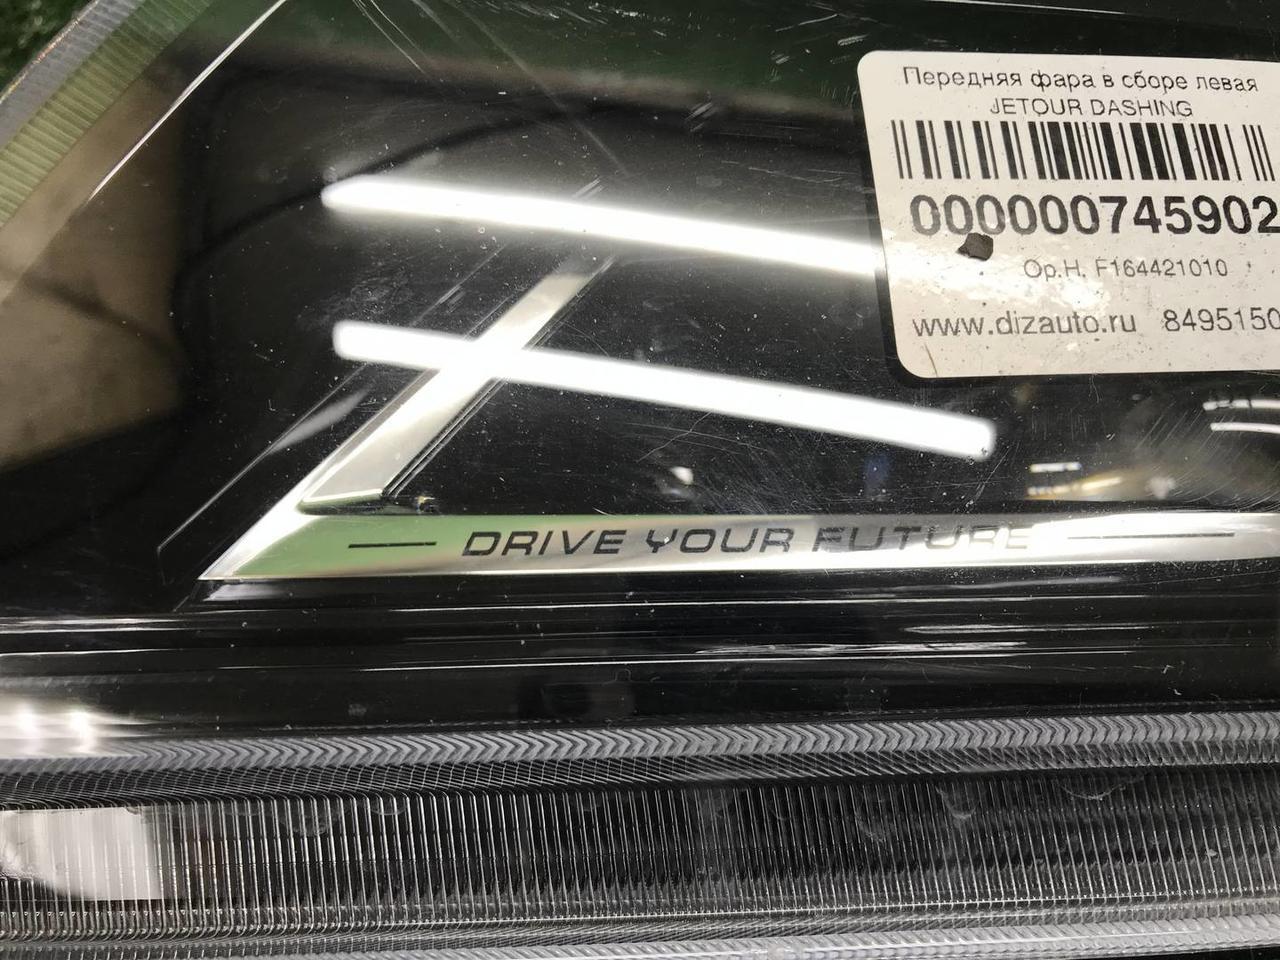 Передняя фара в сборе левая
JETOUR DASHING
000000745902
Ор.Н. F164421010
www.dizauto.ru 8495150
DRIVE YOUR FUTURE